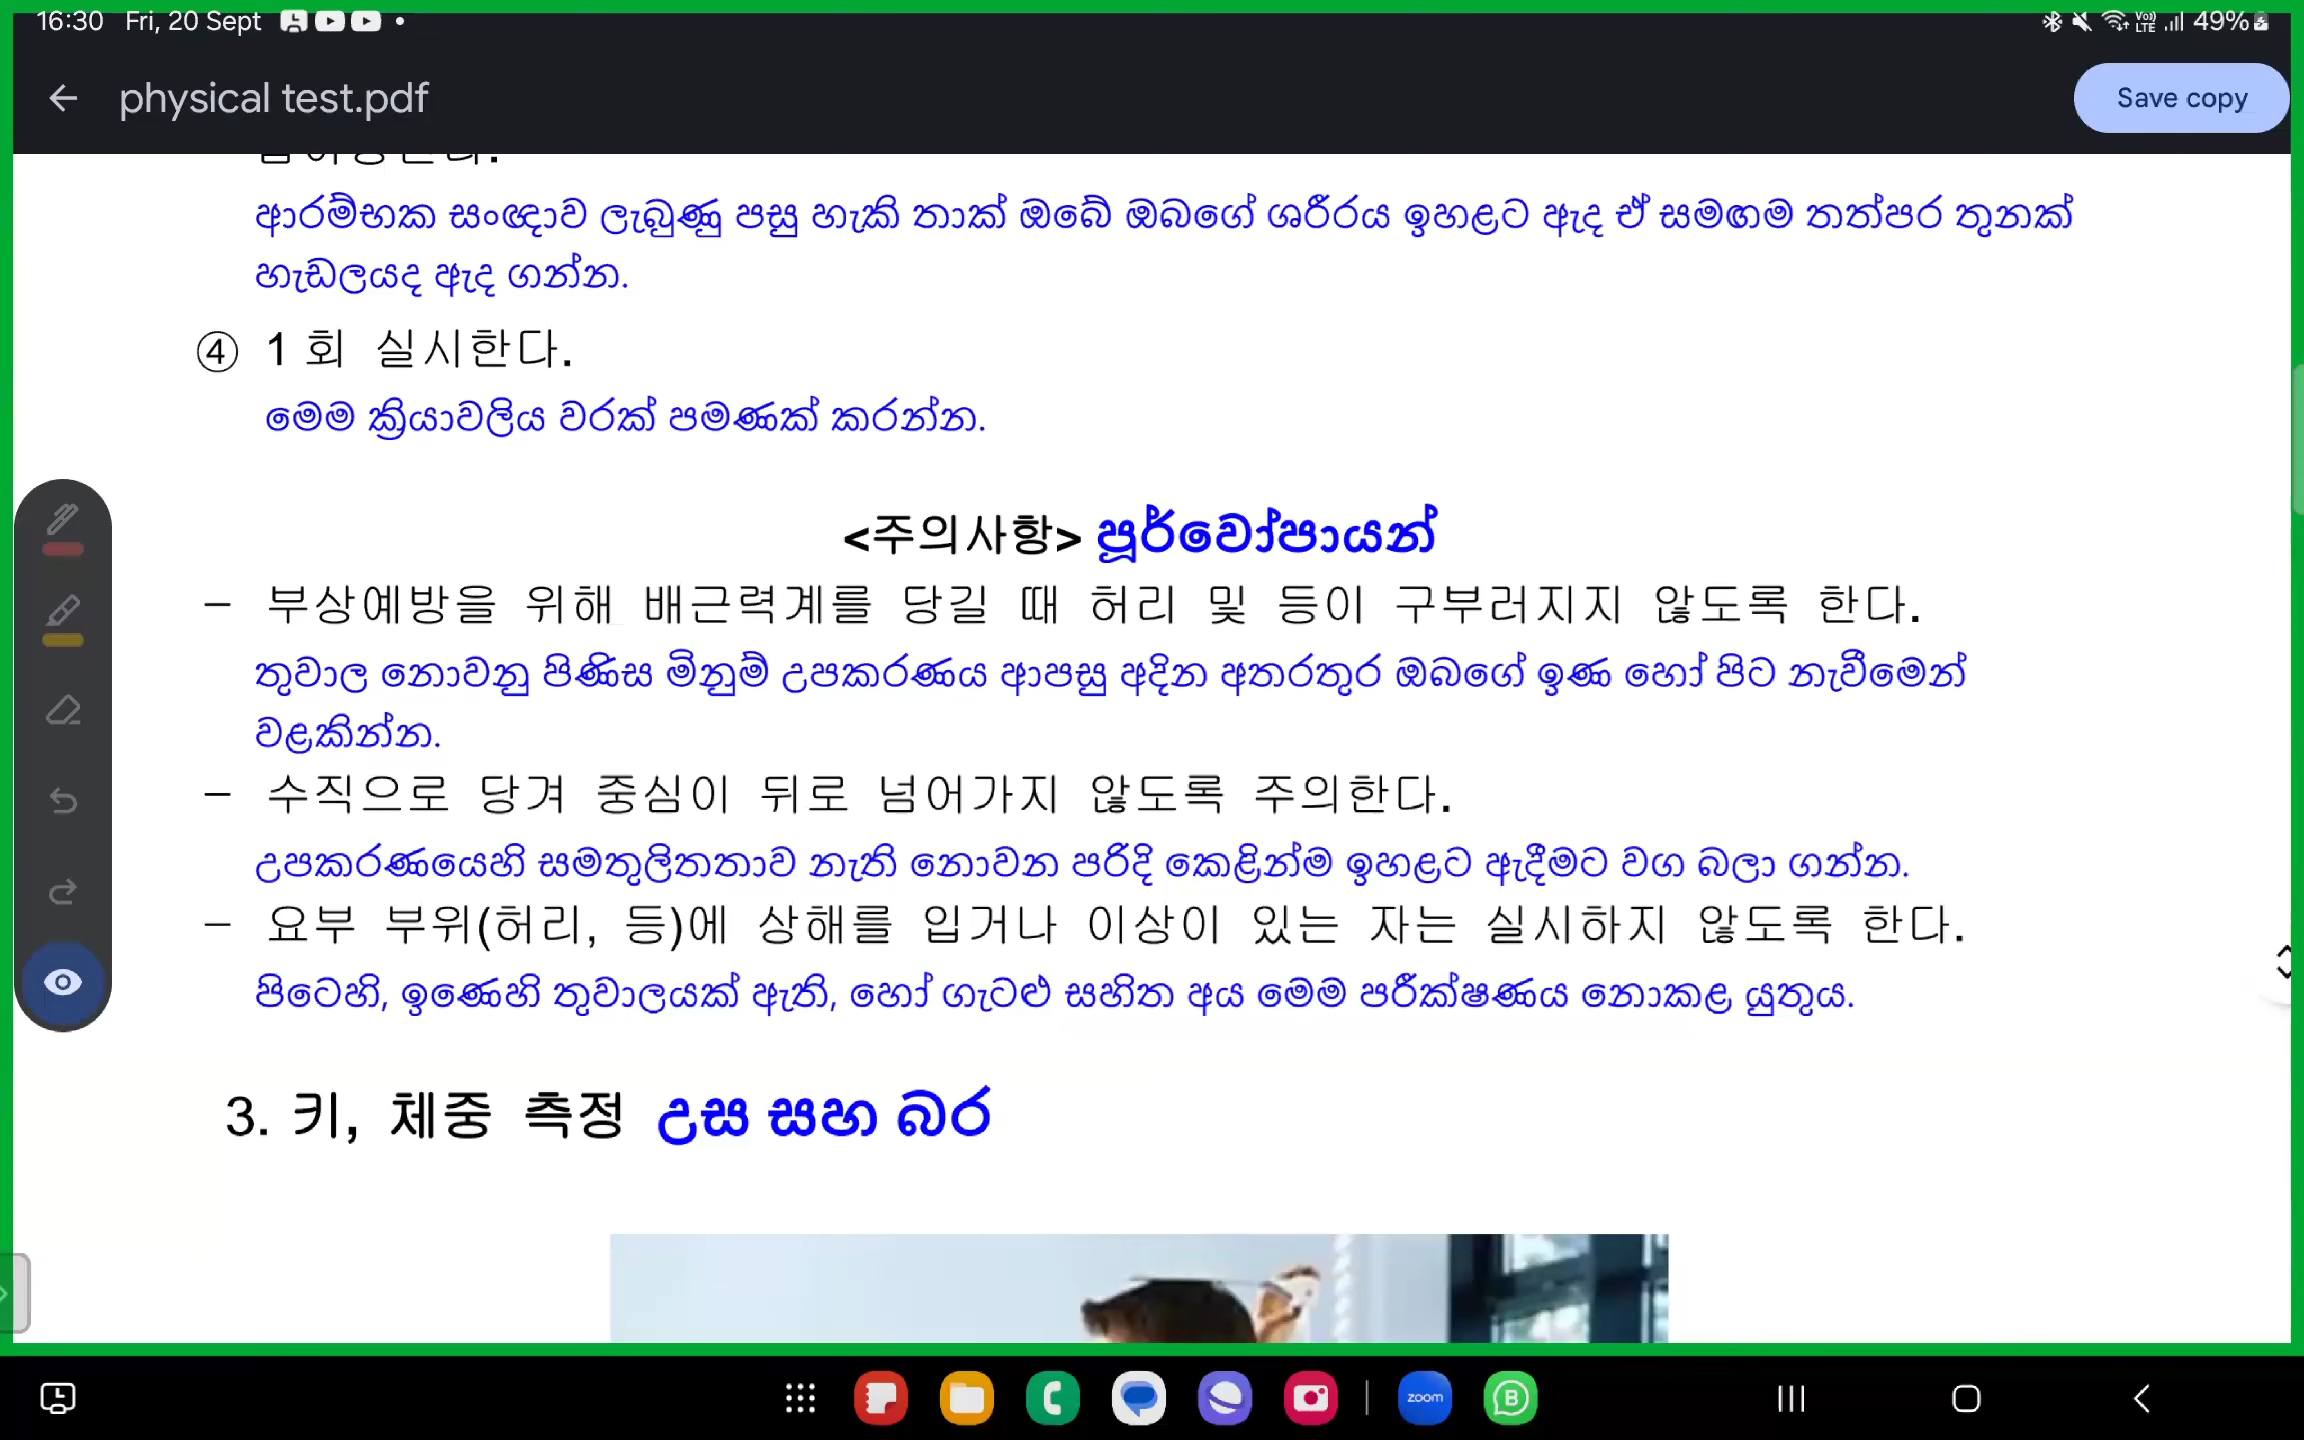 16:30 Fri, 20 Sept
49%
physical test.pdf
Save copy
ආරම්භක සංඥාව ලැබුණු පසු හැකි තාක් ඔබේ ඔබගේ ශරීරය ඉහළට ඇද ඒ සමඟම තත්පර තුනක්
හැඩලයද ඇද ගන්න.
④ 1회 실시한다.
මෙම ක්‍රියාවලිය වරක් පමණක් කරන්න.
<주의사항> පූර්වෝපායන්
– 부상예방을 위해 배근력계를 당길 때 허리 및 등이 구부러지지 않도록 한다.
තුවාල නොවනු පිණිස මිනුම් උපකරණය ආපසු අදින අතරතුර ඔබගේ ඉණ හෝ පිට නැවීමෙන්
වළකින්න.
– 수직으로 당겨 중심이 뒤로 넘어가지 않도록 주의한다.
උපකරණයෙහි සමතුලිතතාව නැති නොවන පරිදි කෙළින්ම ඉහළට ඇදීමට වග බලා ගන්න.
– 요부 부위(허리, 등)에 상해를 입거나 이상이 있는 자는 실시하지 않도록 한다.
පිටෙහි, ඉණෙහි තුවාලයක් ඇති, හෝ ගැටළු සහිත අය මෙම පරීක්ෂණය නොකළ යුතුය.
3. 키, 체중 측정 උස සහ බර
zoom